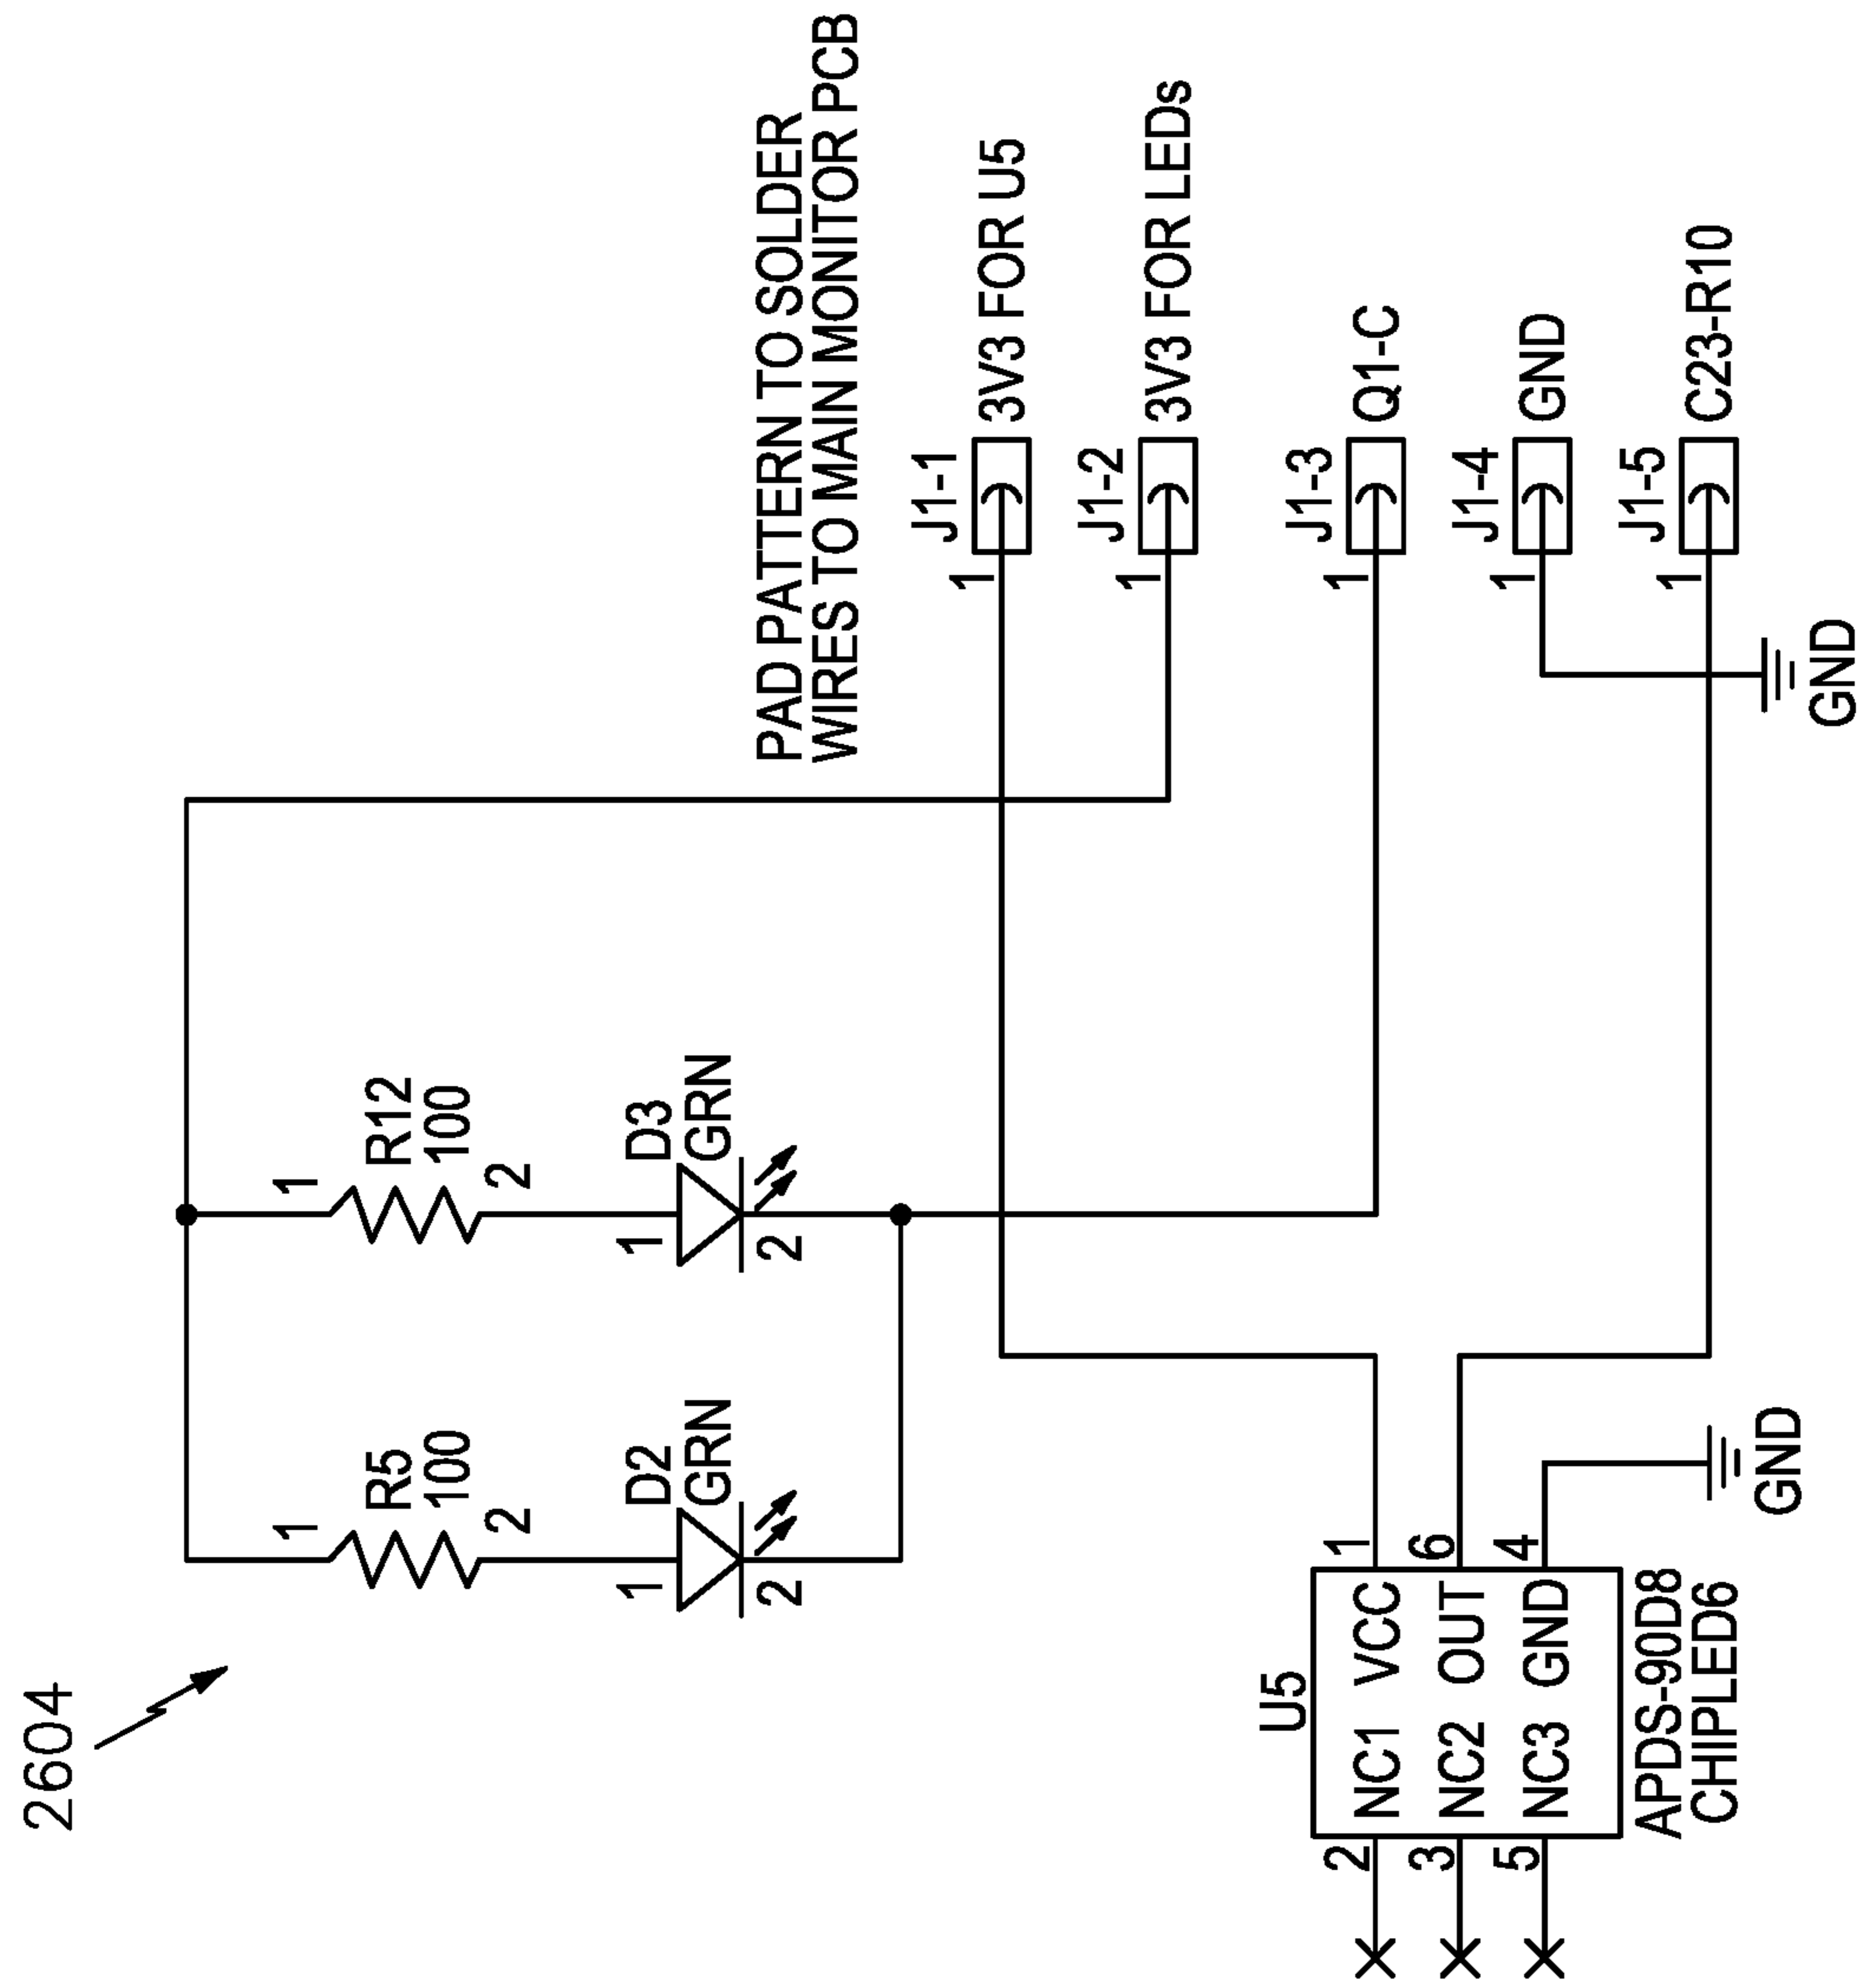 2604
1
R5
100
2
1
D2
GRN
2
1
R12
100
2
1
D3
GRN
2
PAD PATTERN TO SOLDER
WIRES TO MAIN MONITOR PCB
J1-1
1
3V3 FOR U5
J1-2
1
3V3 FOR LEDs
J1-3
1
Q1-C
J1-4
1
GND
J1-5
1
C23-R10
GND
U5
2 NC1 VCC 1
3 NC2 OUT 6
5 NC3 GND 4
APDS-90D8
CHIPLED6
GND